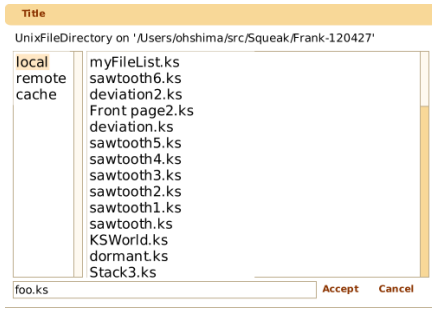 Title
UnixFileDirectory on '/Users/ohshima/src/Squeak/Frank-120427'
local
remote
cache
myFileList.ks
sawtooth6.ks
deviation2.ks
Front page2.ks
deviation.ks
sawtooth5.ks
sawtooth4.ks
sawtooth3.ks
sawtooth2.ks
sawtooth1.ks
sawtooth.ks
KSWorld.ks
dormant.ks
Stack3.ks
foo.ks
Accept
Cancel